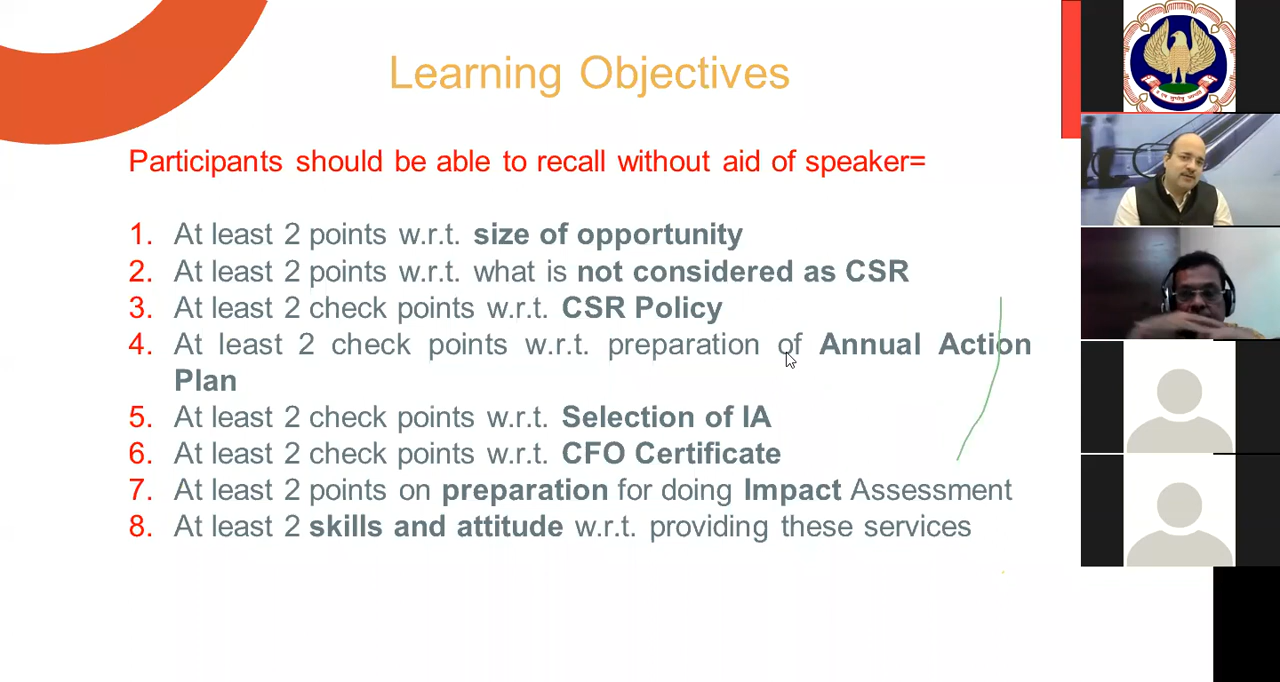 Learning Objectives
Participants should be able to recall without aid of speaker=
1. At least 2 points w.r.t. size of opportunity
2. At least 2 points w.r.t. what is not considered as CSR
3. At least 2 check points w.r.t. CSR Policy
4. At least 2 check points w.r.t. preparation of Annual Action
Plan
5. At least 2 check points w.r.t. Selection of IA
6. At least 2 check points w.r.t. CFO Certificate
7. At least 2 points on preparation for doing Impact Assessment
8. At least 2 skills and attitude w.r.t. providing these services